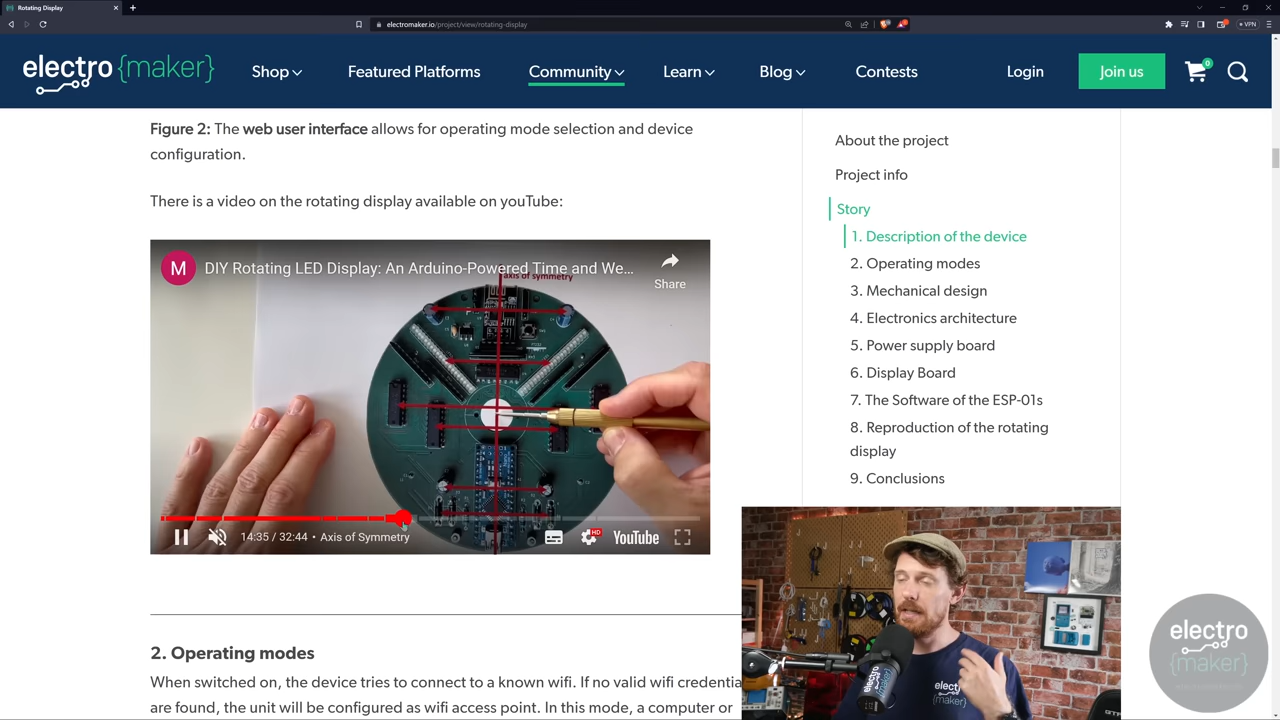 Rotating Display
electromaker.io/project/view/rotating-display
VPN
electro {maker}
Shop
Featured Platforms
Community
Learn
Blog
Contests
Login
Join us
0
Figure 2: The web user interface allows for operating mode selection and device
configuration.
There is a video on the rotating display available on youTube:
M
DIY Rotating LED Display: An Arduino-Powered Time and We...
Share
axis of symmetry
14:35 / 32:44 • Axis of Symmetry
HD
YouTube
2. Operating modes
When switched on, the device tries to connect to a known wifi. If no valid wifi credentia
are found, the unit will be configured as wifi access point. In this mode, a computer or
About the project
Project info
Story
1. Description of the device
2. Operating modes
3. Mechanical design
4. Electronics architecture
5. Power supply board
6. Display Board
7. The Software of the ESP-01s
8. Reproduction of the rotating
display
9. Conclusions
electro
{maker}